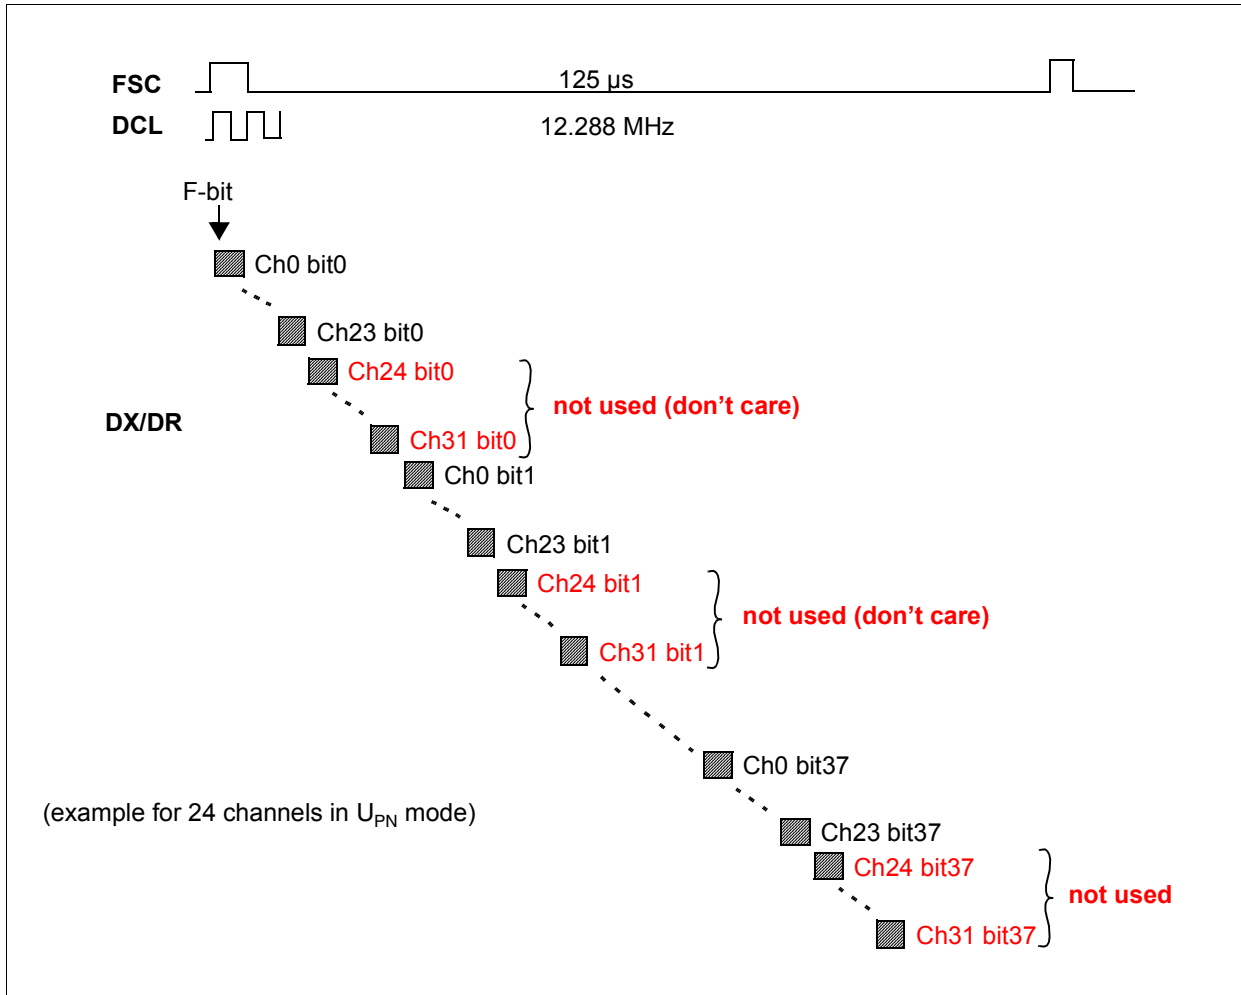 FSC 125 µs
DCL 12.288 MHz
F-bit
Ch0 bit0
Ch23 bit0
Ch24 bit0
not used (don't care)
DX/DR
Ch31 bit0
Ch0 bit1
Ch23 bit1
Ch24 bit1
not used (don't care)
Ch31 bit1
Ch0 bit37
(example for 24 channels in UPN mode)
Ch23 bit37
Ch24 bit37
not used
Ch31 bit37